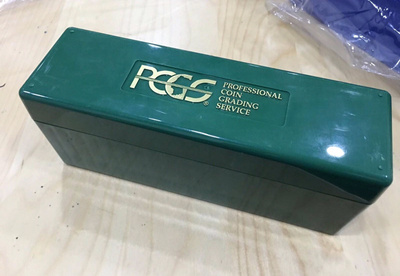 PCGS
PROFESSIONAL
COIN
GRADING
SERVICE